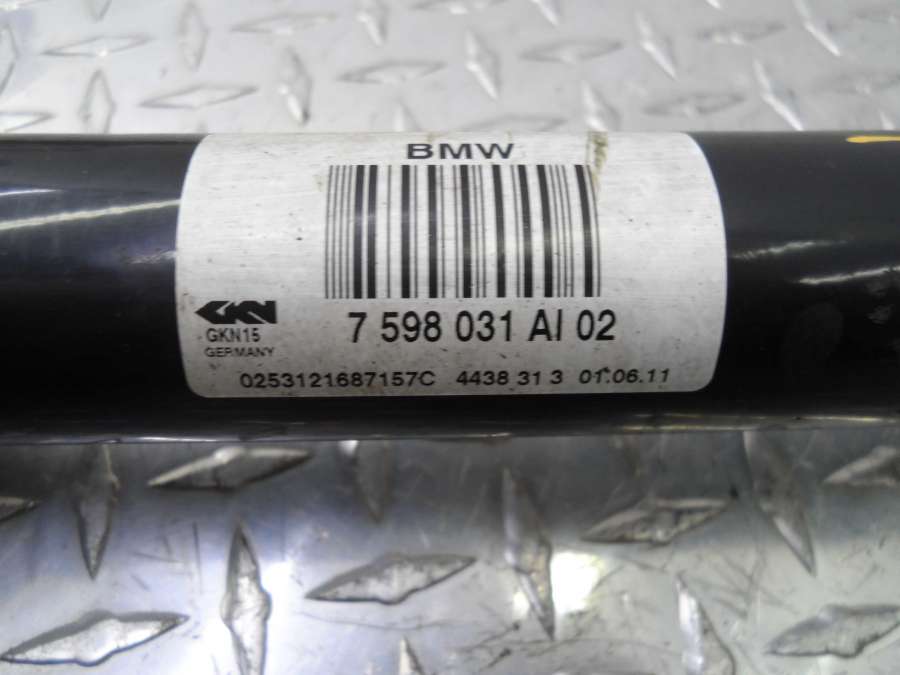 BMW
GKN
GKN15
GERMANY
7 598 031 AI 02
0253121687157C 4438 31 3 01.06.11